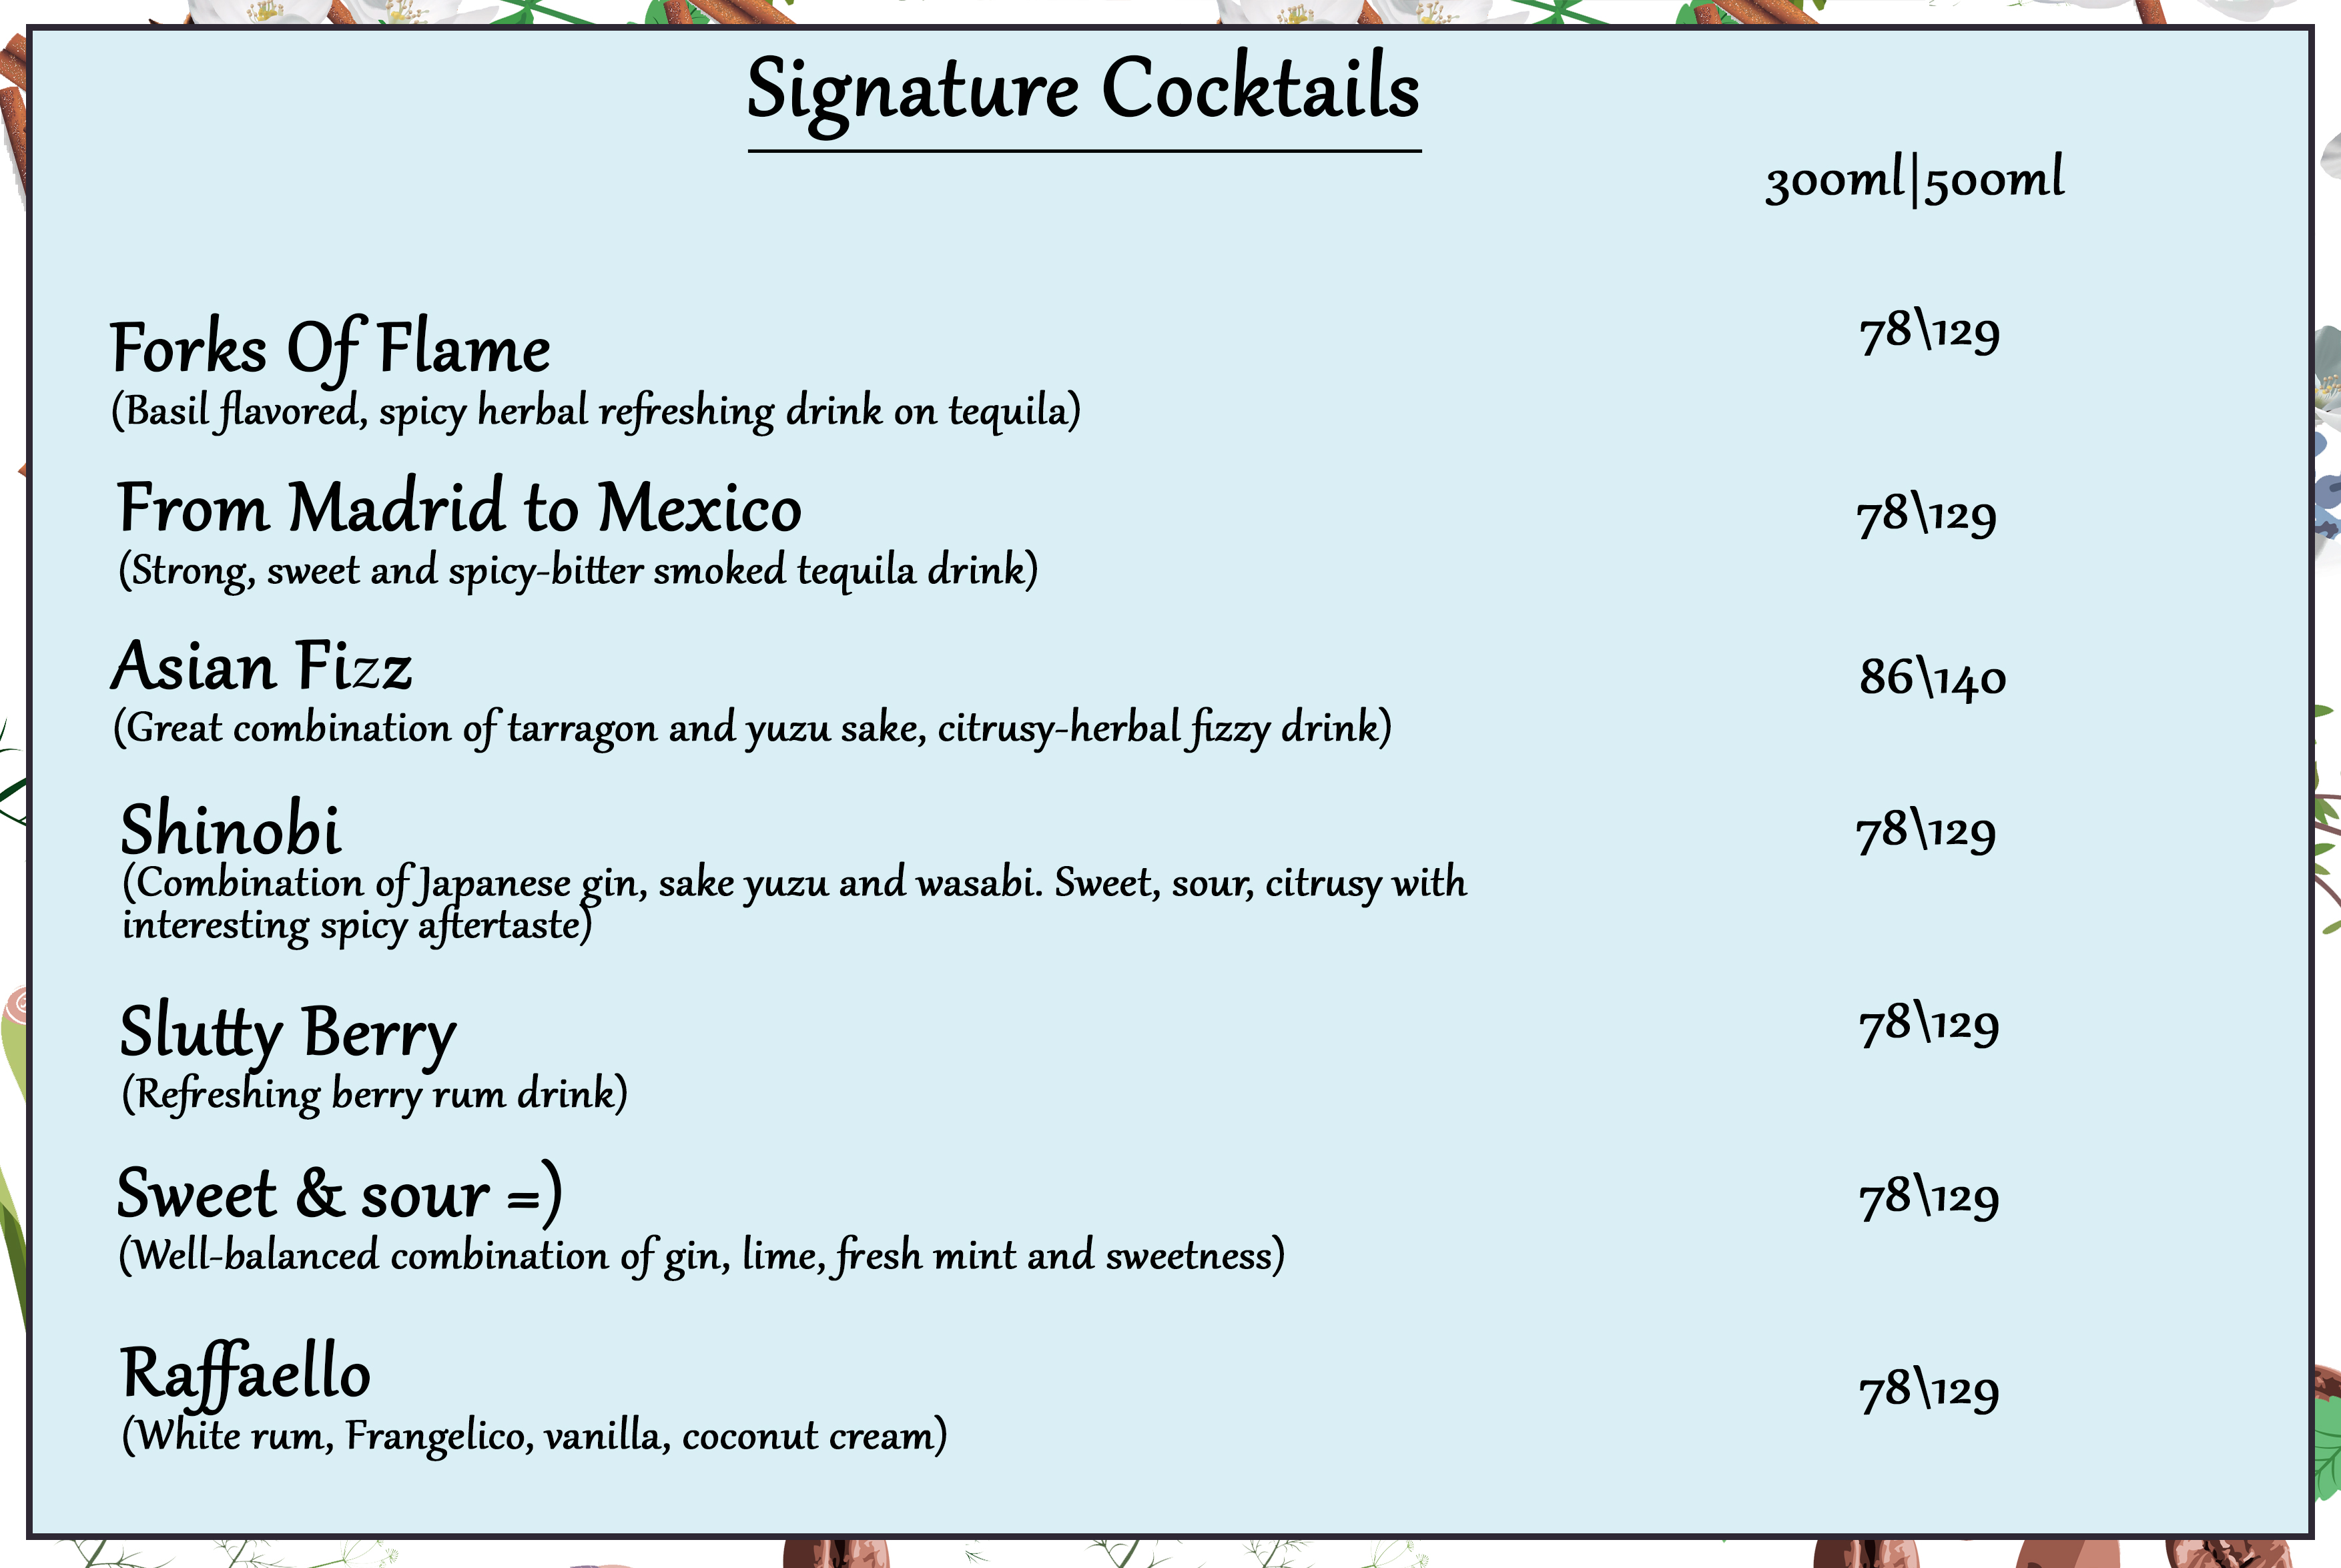 Signature Cocktails
300ml|500ml
Forks Of Flame 78\129
(Basil flavored, spicy herbal refreshing drink on tequila)
From Madrid to Mexico 78\129
(Strong, sweet and spicy-bitter smoked tequila drink)
Asian Fizz 86\140
(Great combination of tarragon and yuzu sake, citrusy-herbal fizzy drink)
Shinobi 78\129
(Combination of Japanese gin, sake yuzu and wasabi. Sweet, sour, citrusy with
interesting spicy aftertaste)
Slutty Berry 78\129
(Refreshing berry rum drink)
Sweet & sour =) 78\129
(Well-balanced combination of gin, lime, fresh mint and sweetness)
Raffaello 78\129
(White rum, Frangelico, vanilla, coconut cream)